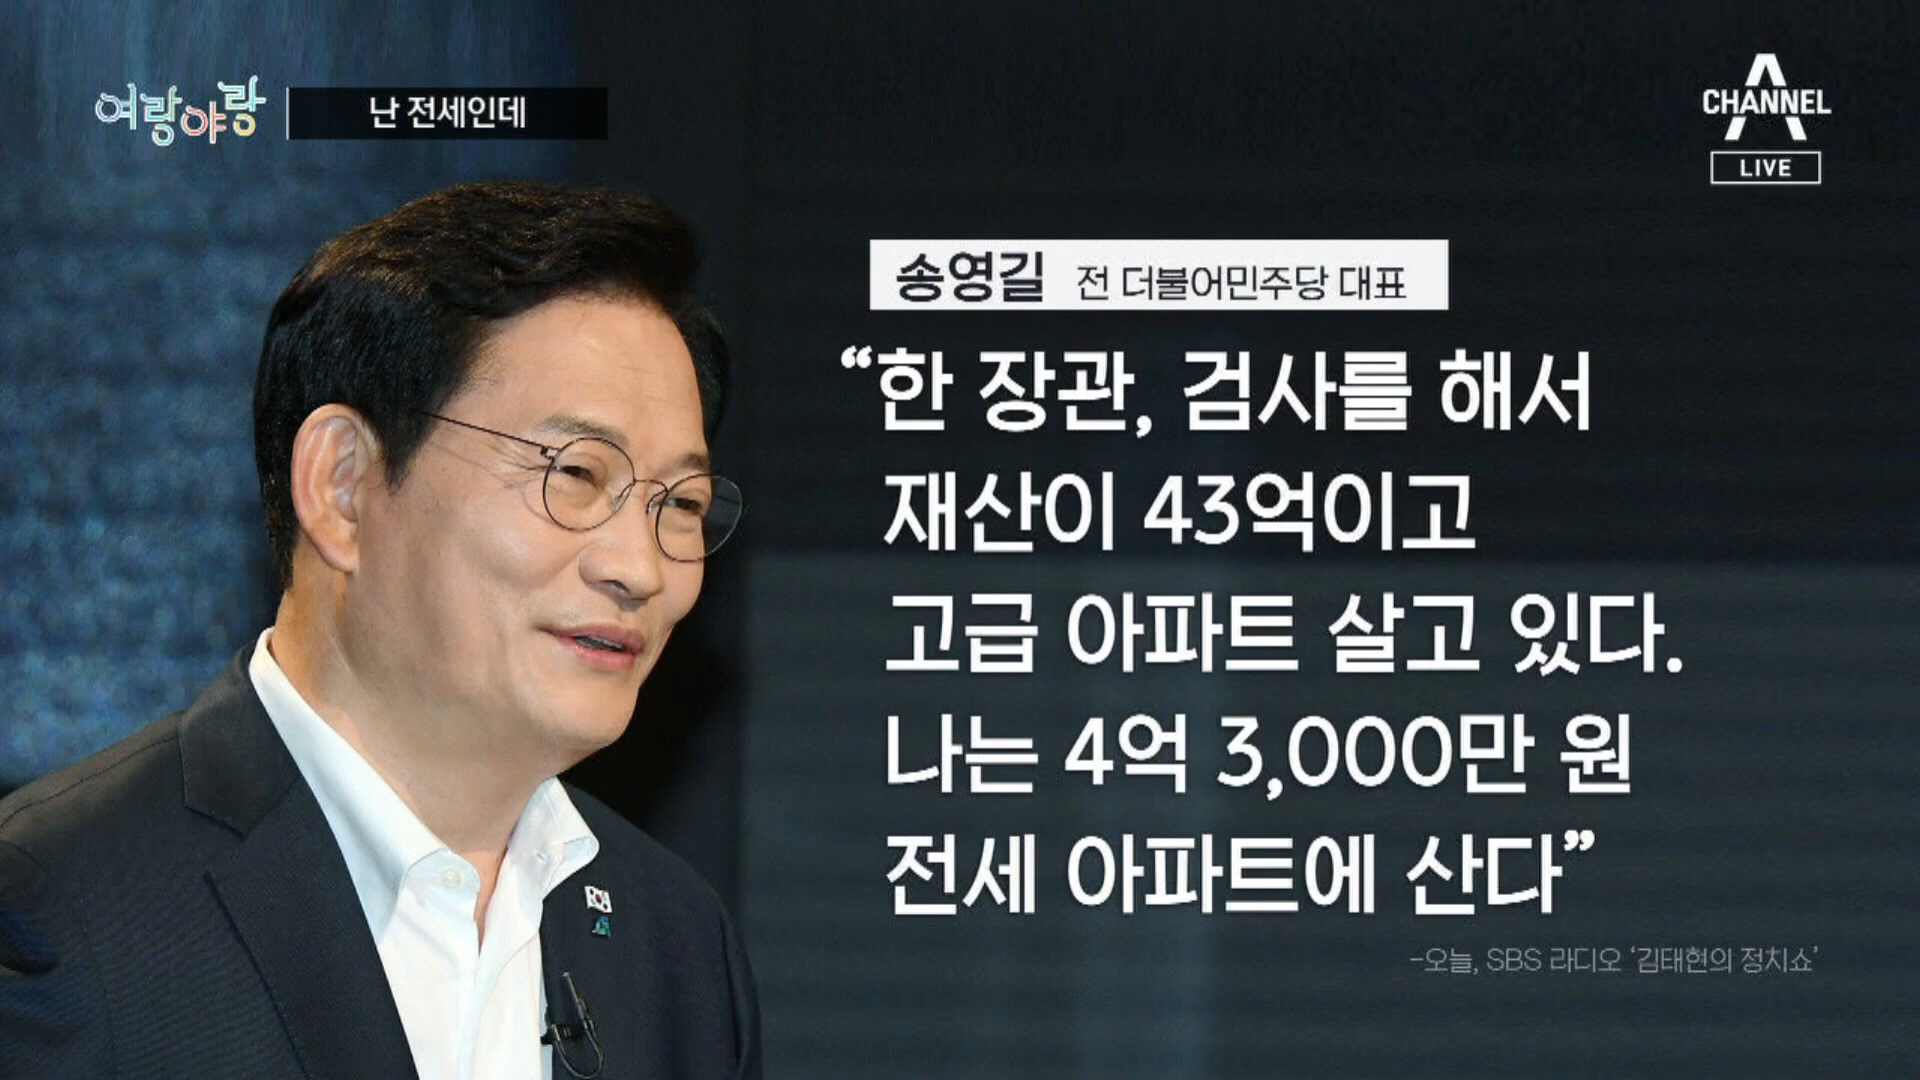 여랑야랑
난 전세인데
CHANNEL A
LIVE
송영길 전 더불어민주당 대표
“한 장관, 검사를 해서
재산이 43억이고
고급 아파트 살고 있다.
나는 4억 3,000만 원
전세 아파트에 산다”
-오늘, SBS 라디오 ‘김태현의 정치쇼’